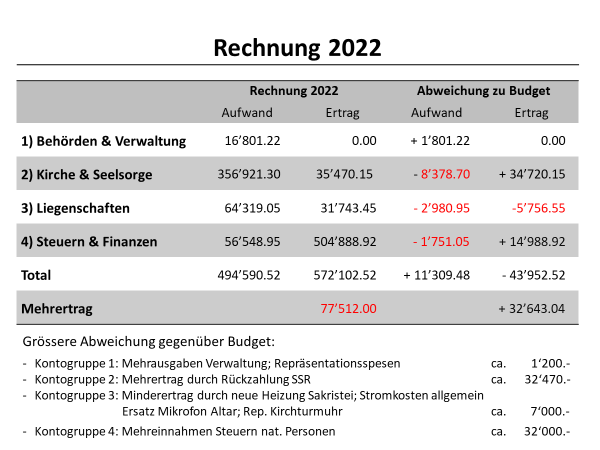 Rechnung 2022
Rechnung 2022 Abweichung zu Budget
Aufwand Ertrag Aufwand Ertrag
1) Behörden & Verwaltung 16’801.22 0.00 + 1’801.22 0.00
2) Kirche & Seelsorge 356’921.30 35’470.15 - 8’378.70 + 34’720.15
3) Liegenschaften 64’319.05 31’743.45 - 2’980.95 -5’756.55
4) Steuern & Finanzen 56’548.95 504’888.92 - 1’751.05 + 14’988.92
Total 494’590.52 572’102.52 + 11’309.48 - 43’952.52
Mehrertrag 77’512.00 + 32’643.04
Grössere Abweichung gegenüber Budget:
- Kontogruppe 1: Mehrausgaben Verwaltung; Repräsentationsspesen ca. 1‘200.-
- Kontogruppe 2: Mehrertrag durch Rückzahlung SSR ca. 32’470.-
- Kontogruppe 3: Minderertrag durch neue Heizung Sakristei; Stromkosten allgemein
Ersatz Mikrofon Altar; Rep. Kirchturmuhr ca. 7’000.-
- Kontogruppe 4: Mehreinnahmen Steuern nat. Personen ca. 32’000.-